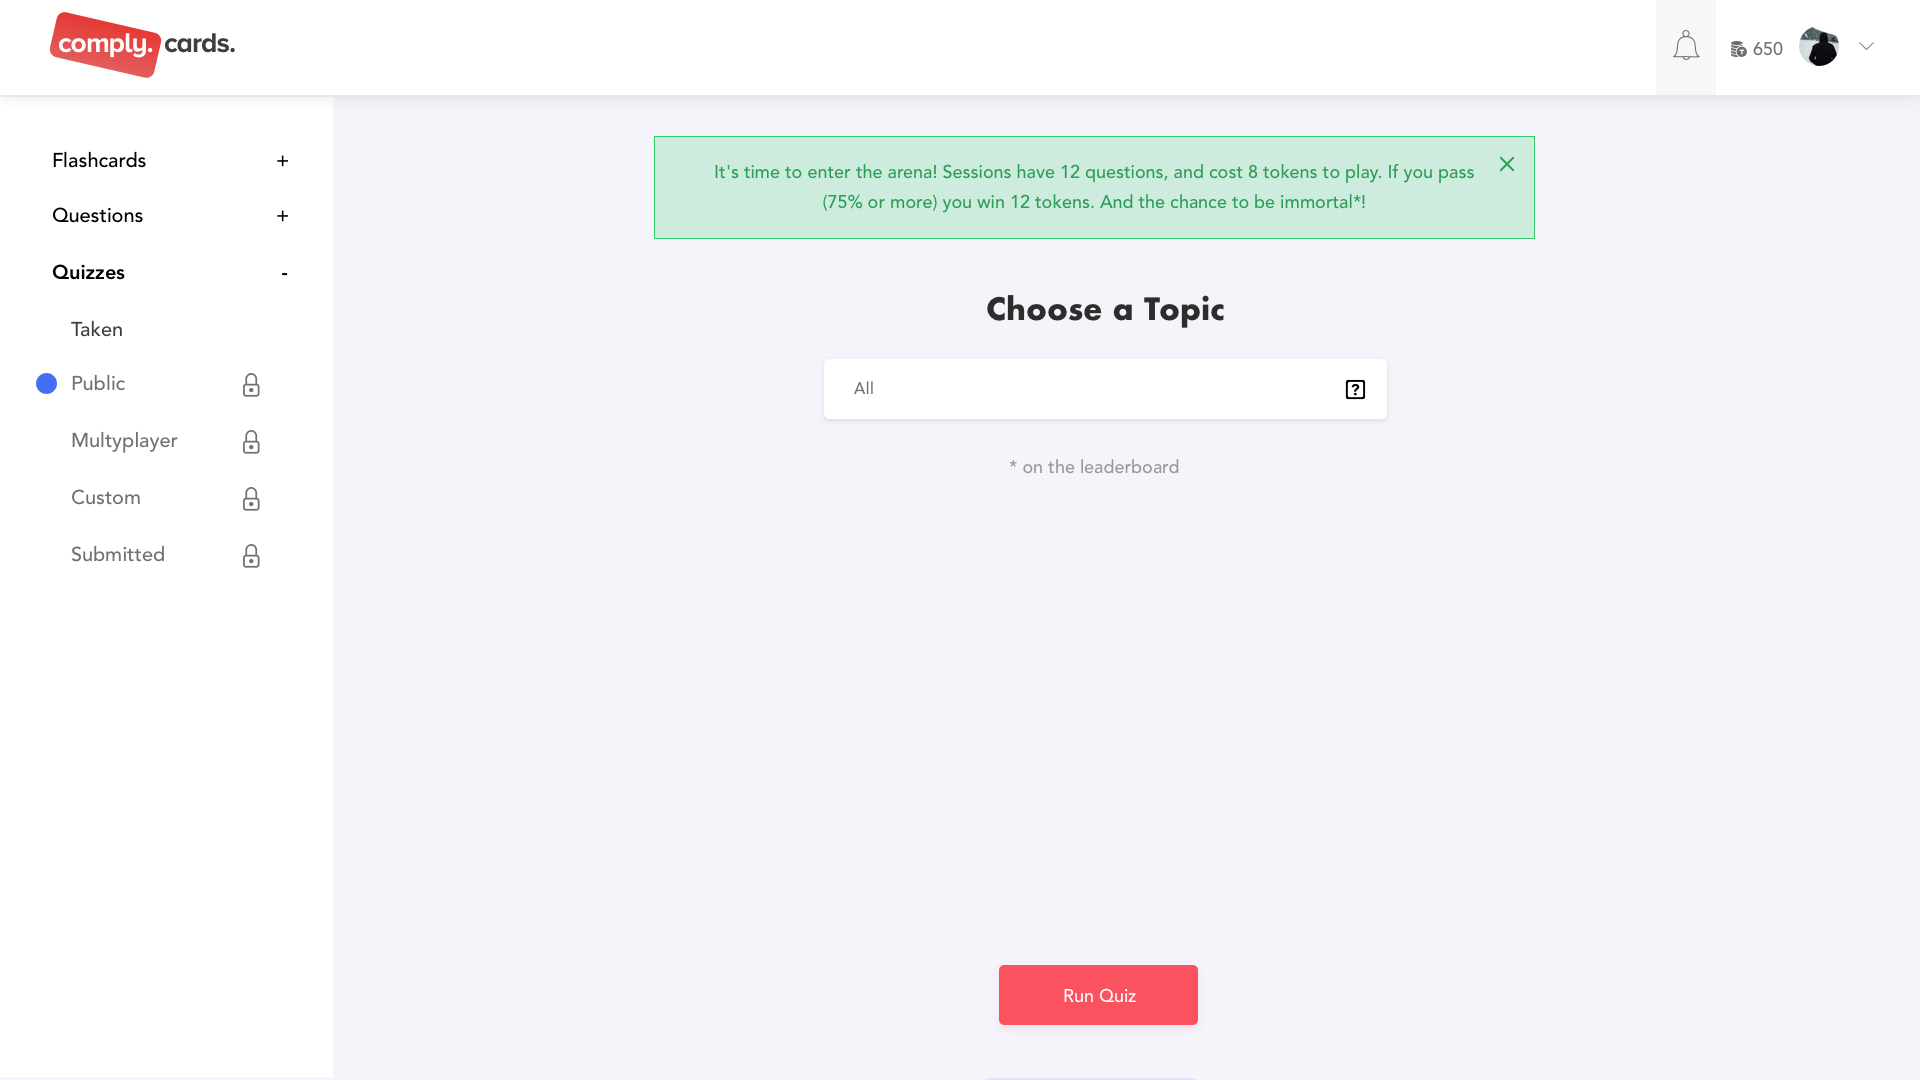 comply. cards.
650
Flashcards +
Questions +
Quizzes -
Taken
Public
Multyplayer
Custom
Submitted
It's time to enter the arena! Sessions have 12 questions, and cost 8 tokens to play. If you pass
(75% or more) you win 12 tokens. And the chance to be immortal*!
Choose a Topic
All
?
* on the leaderboard
Run Quiz